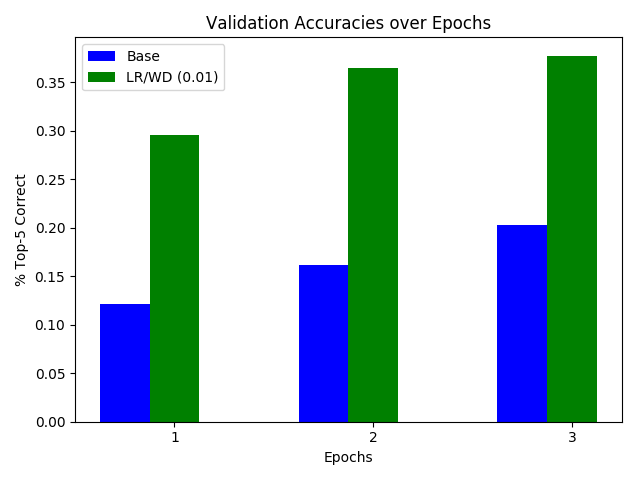 Validation Accuracies over Epochs
Base
LR/WD (0.01)
% Top-5 Correct
0.35
0.30
0.25
0.20
0.15
0.10
0.05
0.00
1
2
3
Epochs